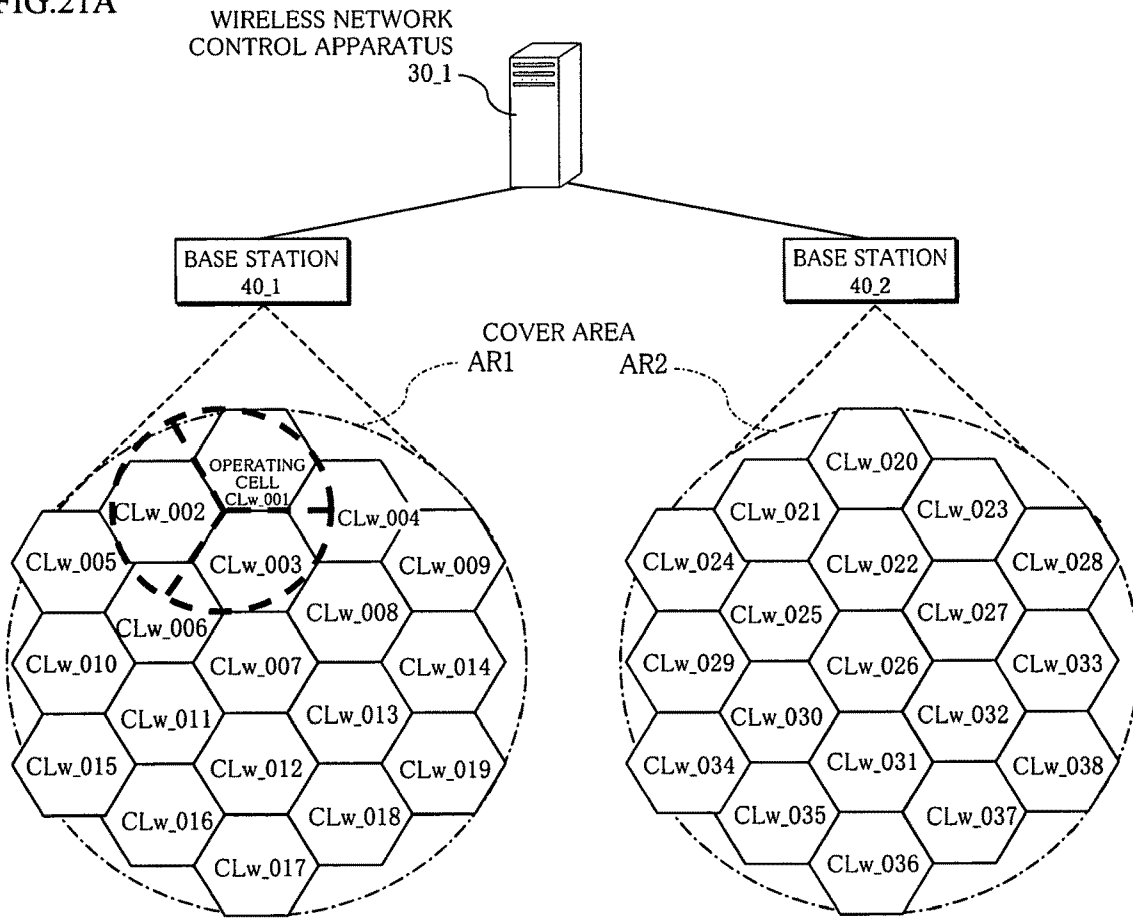 FIG.21A
WIRELESS NETWORK
CONTROL APPARATUS
30_1
BASE STATION
40_1
BASE STATION
40_2
COVER AREA
AR1
AR2
OPERATING
CELL
CLw_001
CLw_002
CLw_004
CLw_005
CLw_003
CLw_009
CLw_006
CLw_008
CLw_010
CLw_007
CLw_014
CLw_011
CLw_013
CLw_015
CLw_012
CLw_019
CLw_016
CLw_018
CLw_017
CLw_020
CLw_021
CLw_023
CLw_024
CLw_022
CLw_028
CLw_025
CLw_027
CLw_029
CLw_026
CLw_033
CLw_030
CLw_032
CLw_034
CLw_031
CLw_038
CLw_035
CLw_037
CLw_036